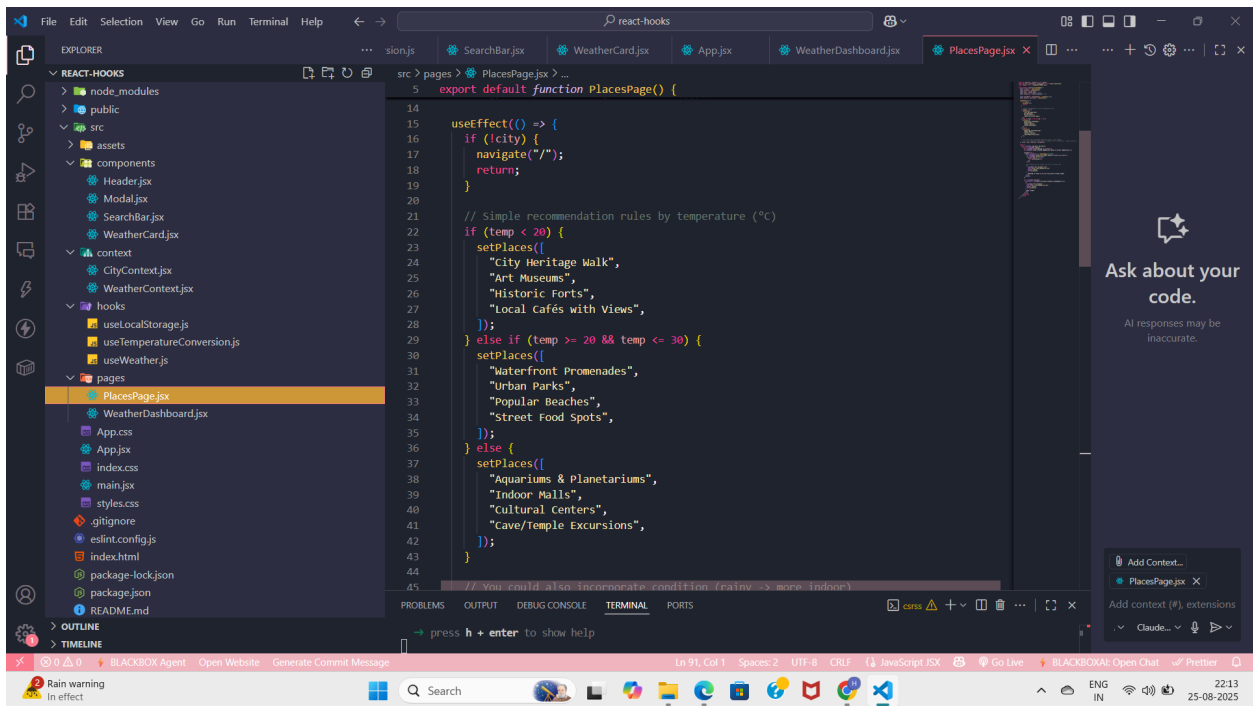 File Edit Selection View Go Run Terminal Help
react-hooks
EXPLORER
sion.js
SearchBar.jsx
WeatherCard.jsx
App.jsx
WeatherDashboard.jsx
PlacesPage.jsx
REACT-HOOKS
node_modules
public
src
assets
components
Header.jsx
Modal.jsx
SearchBar.jsx
WeatherCard.jsx
context
CityContext.jsx
WeatherContext.jsx
hooks
useLocalStorage.js
useTemperatureConversion.js
useWeather.js
pages
PlacesPage.jsx
WeatherDashboard.jsx
App.css
App.jsx
index.css
main.jsx
styles.css
.gitignore
eslint.config.js
index.html
package-lock.json
package.json
README.md
OUTLINE
TIMELINE
src > pages > PlacesPage.jsx > ...
5 export default function PlacesPage() {
14
15 useEffect(() => {
16 if (!city) {
17 navigate("/");
18 return;
19 }
20
21 // Simple recommendation rules by temperature (°C)
22 if (temp < 20) {
23 setPlaces([
24 "City Heritage Walk",
25 "Art Museums",
26 "Historic Forts",
27 "Local Cafés with Views",
28 ]);
29 } else if (temp >= 20 && temp <= 30) {
30 setPlaces([
31 "Waterfront Promenades",
32 "Urban Parks",
33 "Popular Beaches",
34 "Street Food Spots",
35 ]);
36 } else {
37 setPlaces([
38 "Aquariums & Planetariums",
39 "Indoor Malls",
40 "Cultural Centers",
41 "Cave/Temple Excursions",
42 ]);
43 }
44
45 // You could also incorporate condition (rainy -> more indoor)
PROBLEMS OUTPUT DEBUG CONSOLE TERMINAL PORTS
csrss
→ press h + enter to show help
Ask about your
code.
AI responses may be
inaccurate.
Add Context...
PlacesPage.jsx
Add context (#), extensions
Claude...
0 0 BLACKBOX Agent Open Website Generate Commit Message
Ln 91, Col 1 Spaces: 2 UTF-8 CRLF JavaScript JSX Go Live BLACKBOXAI: Open Chat Prettier
2
Rain warning
In effect
Search
ENG
IN
22:13
25-08-2025